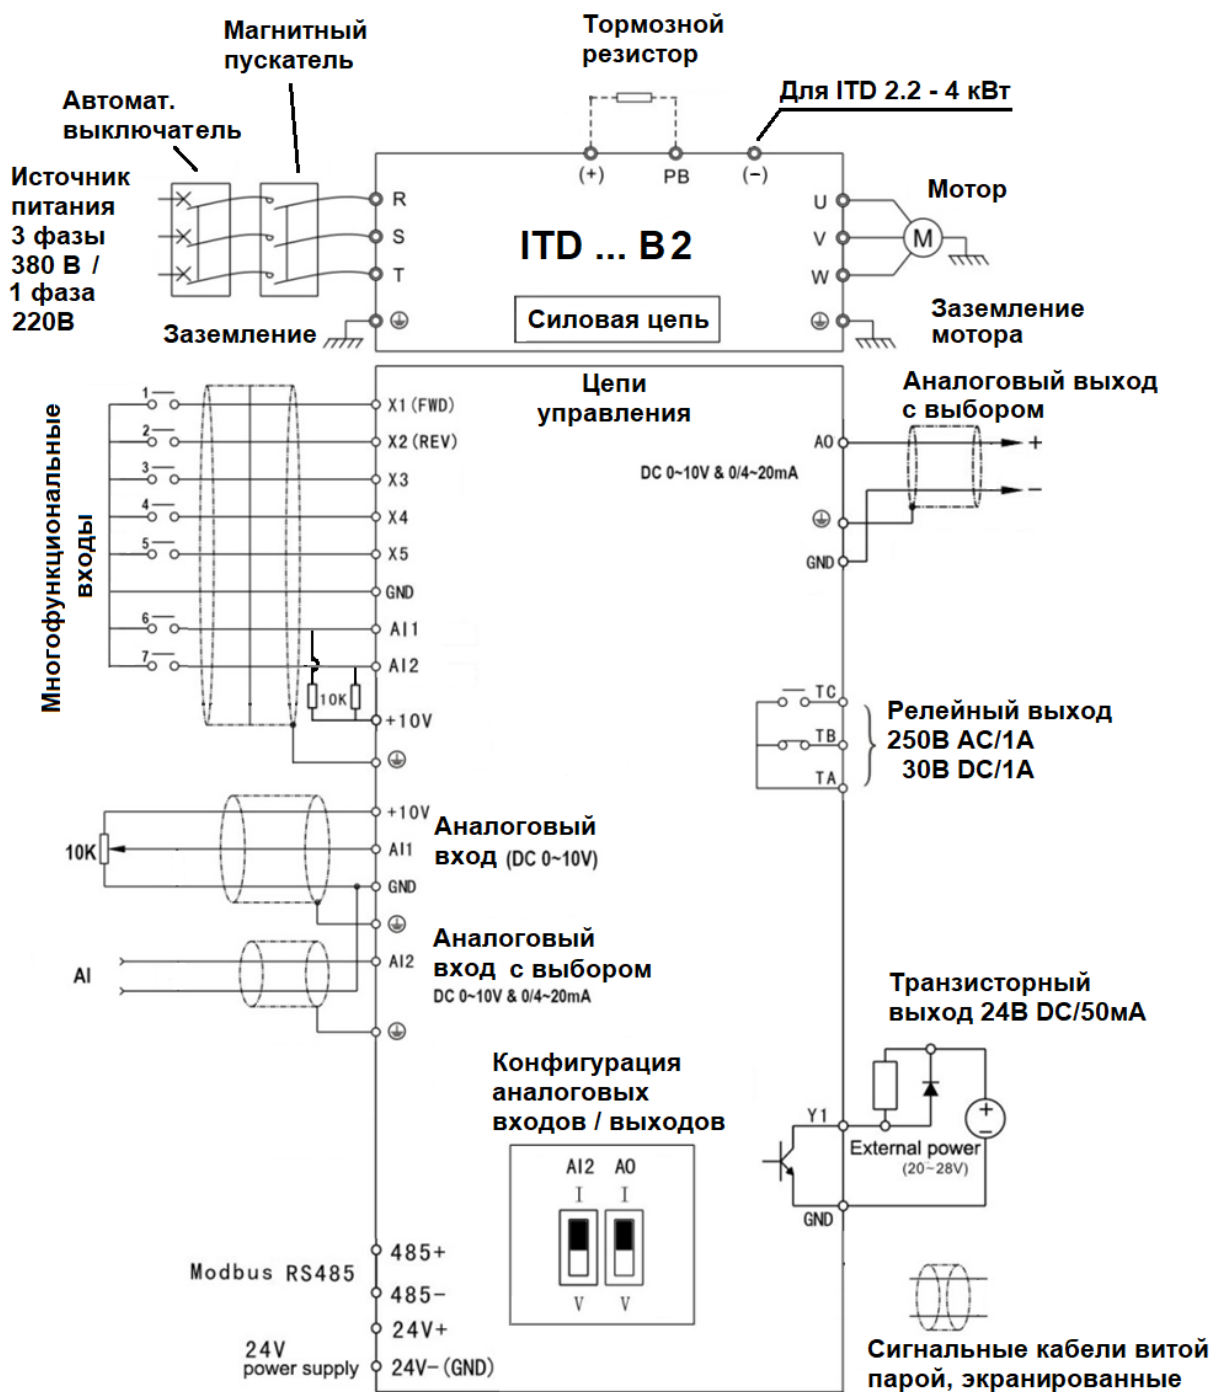 Магнитный
пускатель
Тормозной
резистор
Для ITD 2.2 - 4 кВт
Автомат.
выключатель
Источник
питания
3 фазы
380 В /
1 фаза
220В
(+)
PB
(-)
R
S
T
ITD ... B2
Силовая цепь
U
V
W
M
Мотор
Заземление
Заземление
мотора
Многофункциональные
входы
1
2
3
4
5
6
7
X1(FWD)
X2(REV)
X3
X4
X5
GND
AI1
AI2
10K
+10V
Цепи
управления
Аналоговый выход
с выбором
AO
DC 0~10V & 0/4~20mA
+
−
GND
TC
TB
TA
Релейный выход
250В AC/1A
30В DC/1A
10K
+10V
AI1
GND
Аналоговый
вход (DC 0~10V)
AI
AI2
Аналоговый
вход с выбором
DC 0~10V & 0/4~20mA
Транзисторный
выход 24В DC/50мА
Y1
External power
(20~28V)
+
−
GND
Конфигурация
аналоговых
входов / выходов
AI2 AO
I I
V V
Modbus RS485
485+
485-
24V
power supply
24V+
24V-(GND)
Сигнальные кабели витой
парой, экранированные